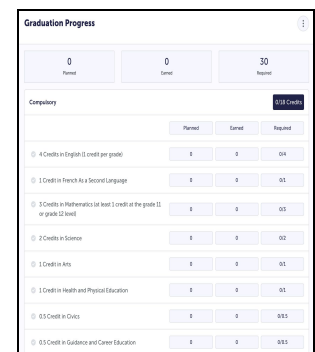 Graduation Progress
0 0 30
Planned Earned Required
Compulsory 0/18 Credits
Planned Earned Required
4 Credits in English (1 credit per grade) 0 0 0/4
1 Credit in French As a Second Language 0 0 0/1
3 Credits in Mathematics (at least 1 credit at the grade 11
or grade 12 level) 0 0 0/3
2 Credits in Science 0 0 0/2
1 Credit in Arts 0 0 0/1
1 Credit in Health and Physical Education 0 0 0/1
0.5 Credit in Civics 0 0 0/0.5
0.5 Credit in Guidance and Career Education 0 0 0/0.5